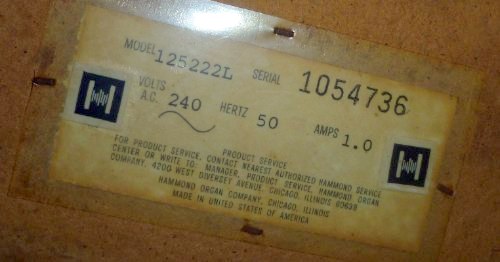 MODEL 125222L SERIAL 1054736
VOLTS
A.C. 240 HERTZ 50 AMPS 1.0
PRODUCT SERVICE
FOR PRODUCT SERVICE, CONTACT NEAREST AUTHORIZED HAMMOND SERVICE
CENTER OR WRITE TO: MANAGER, PRODUCT SERVICE, HAMMOND ORGAN
COMPANY, 4200 WEST DIVERSEY AVENUE, CHICAGO, ILLINOIS 60639
HAMMOND ORGAN COMPANY, CHICAGO, ILLINOIS
MADE IN UNITED STATES OF AMERICA